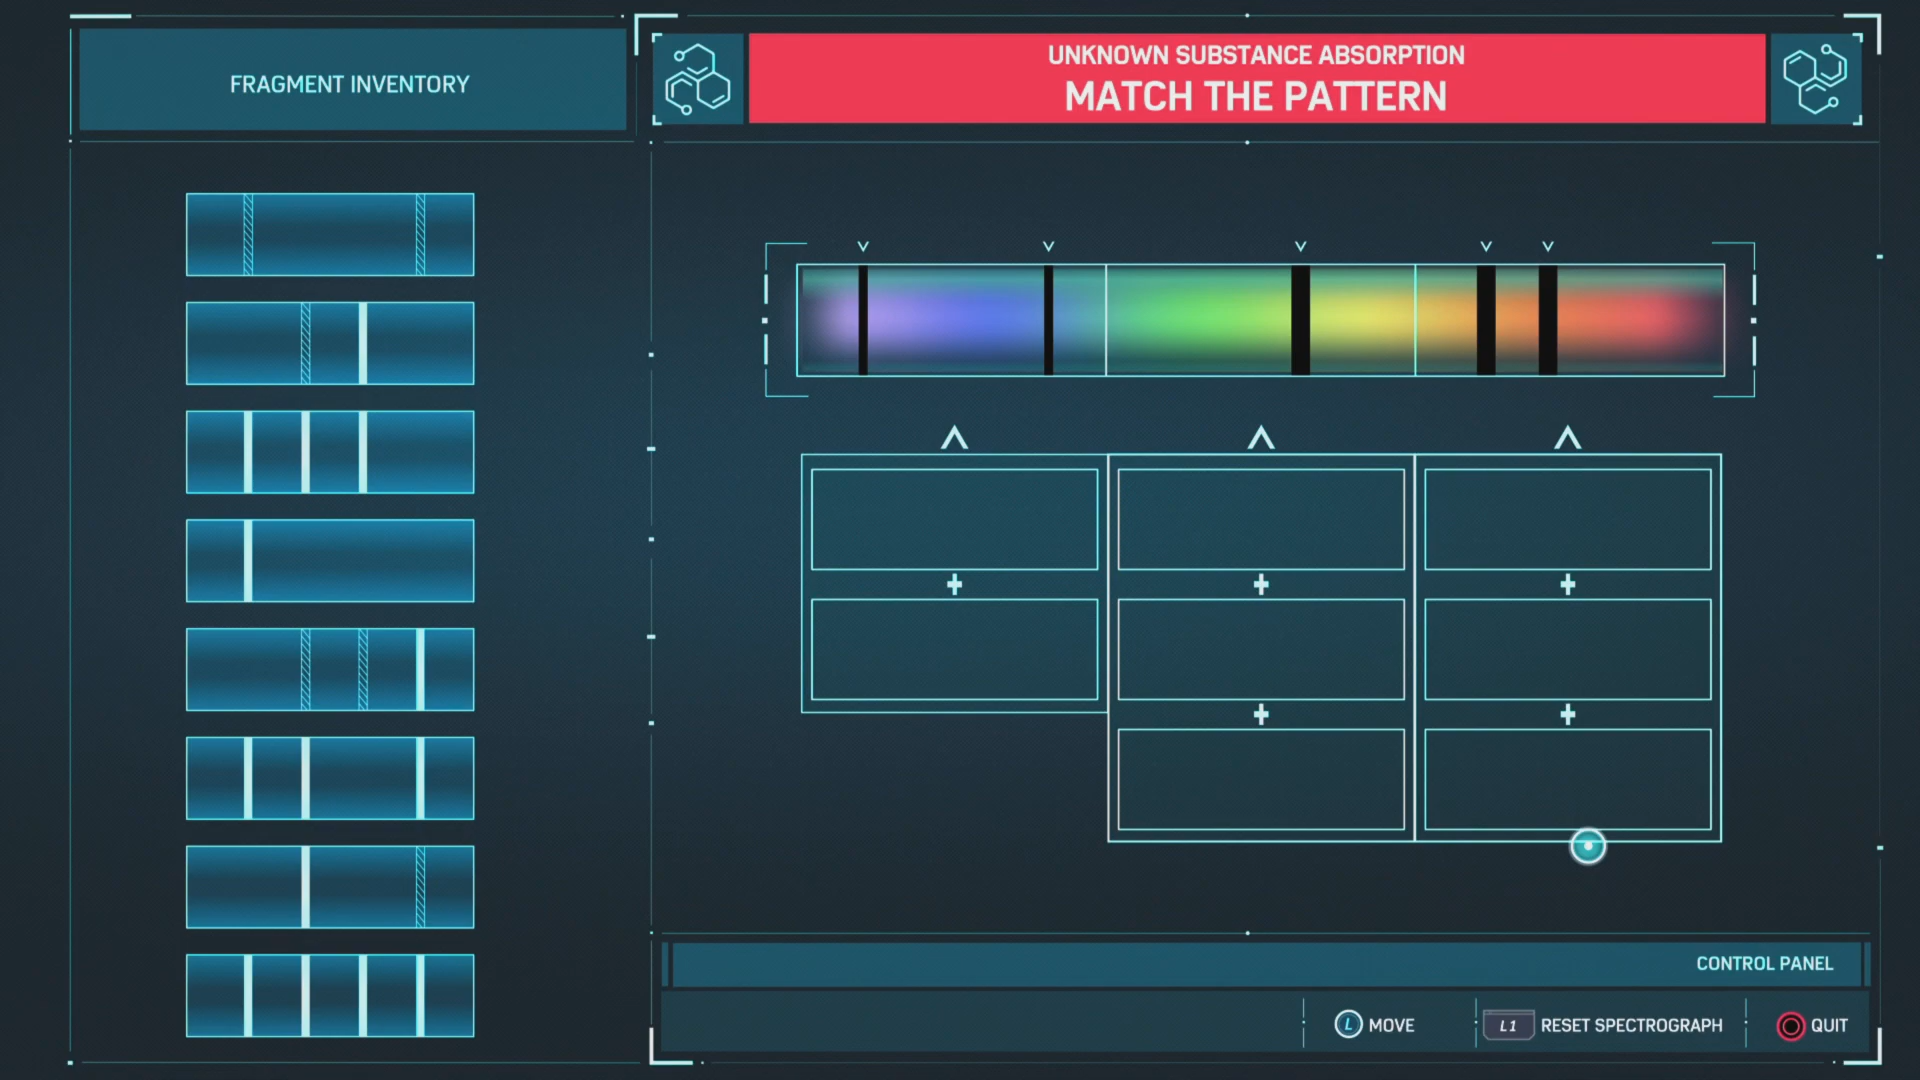 FRAGMENT INVENTORY
UNKNOWN SUBSTANCE ABSORPTION
MATCH THE PATTERN
CONTROL PANEL
L MOVE
L1 RESET SPECTROGRAPH
QUIT